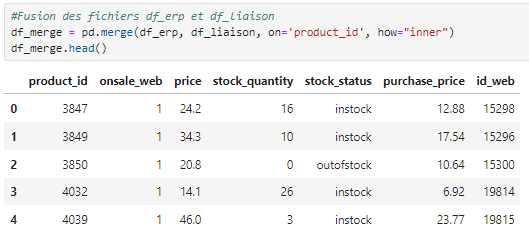 #Fusion des fichiers df_erp et df_liaison
df_merge = pd.merge(df_erp, df_liaison, on='product_id', how="inner")
df_merge.head()
product_id onsale_web price stock_quantity stock_status purchase_price id_web
0 3847 1 24.2 16 instock 12.88 15298
1 3849 1 34.3 10 instock 17.54 15296
2 3850 1 20.8 0 outofstock 10.64 15300
3 4032 1 14.1 26 instock 6.92 19814
4 4039 1 46.0 3 instock 23.77 19815